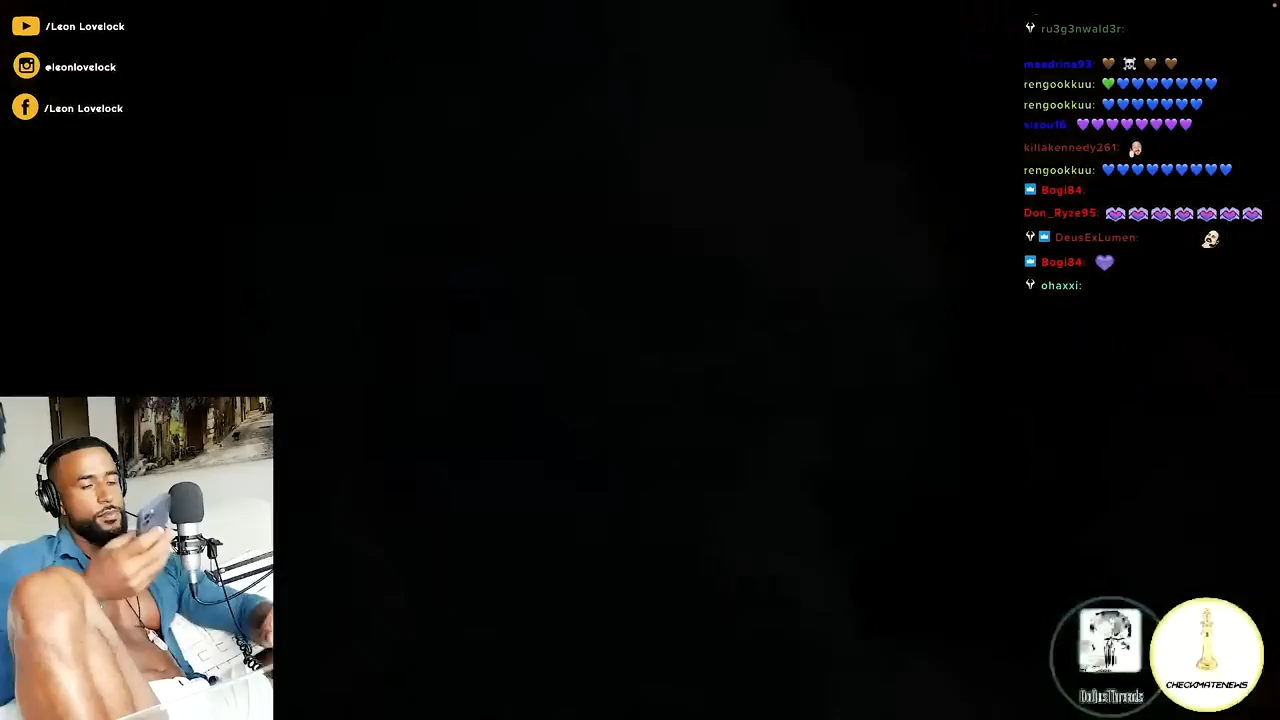 /Leon Lovelock
@leonlovelock
/Leon Lovelock
ru3g3nwald3r:
rengookkuu:
rengookkuu:
killakennedy261:
rengookkuu:
Bogi84:
Don_Ryze95:
DeusExLumen:
Bogi84:
ohaxxi:
CHECKMATENEWS